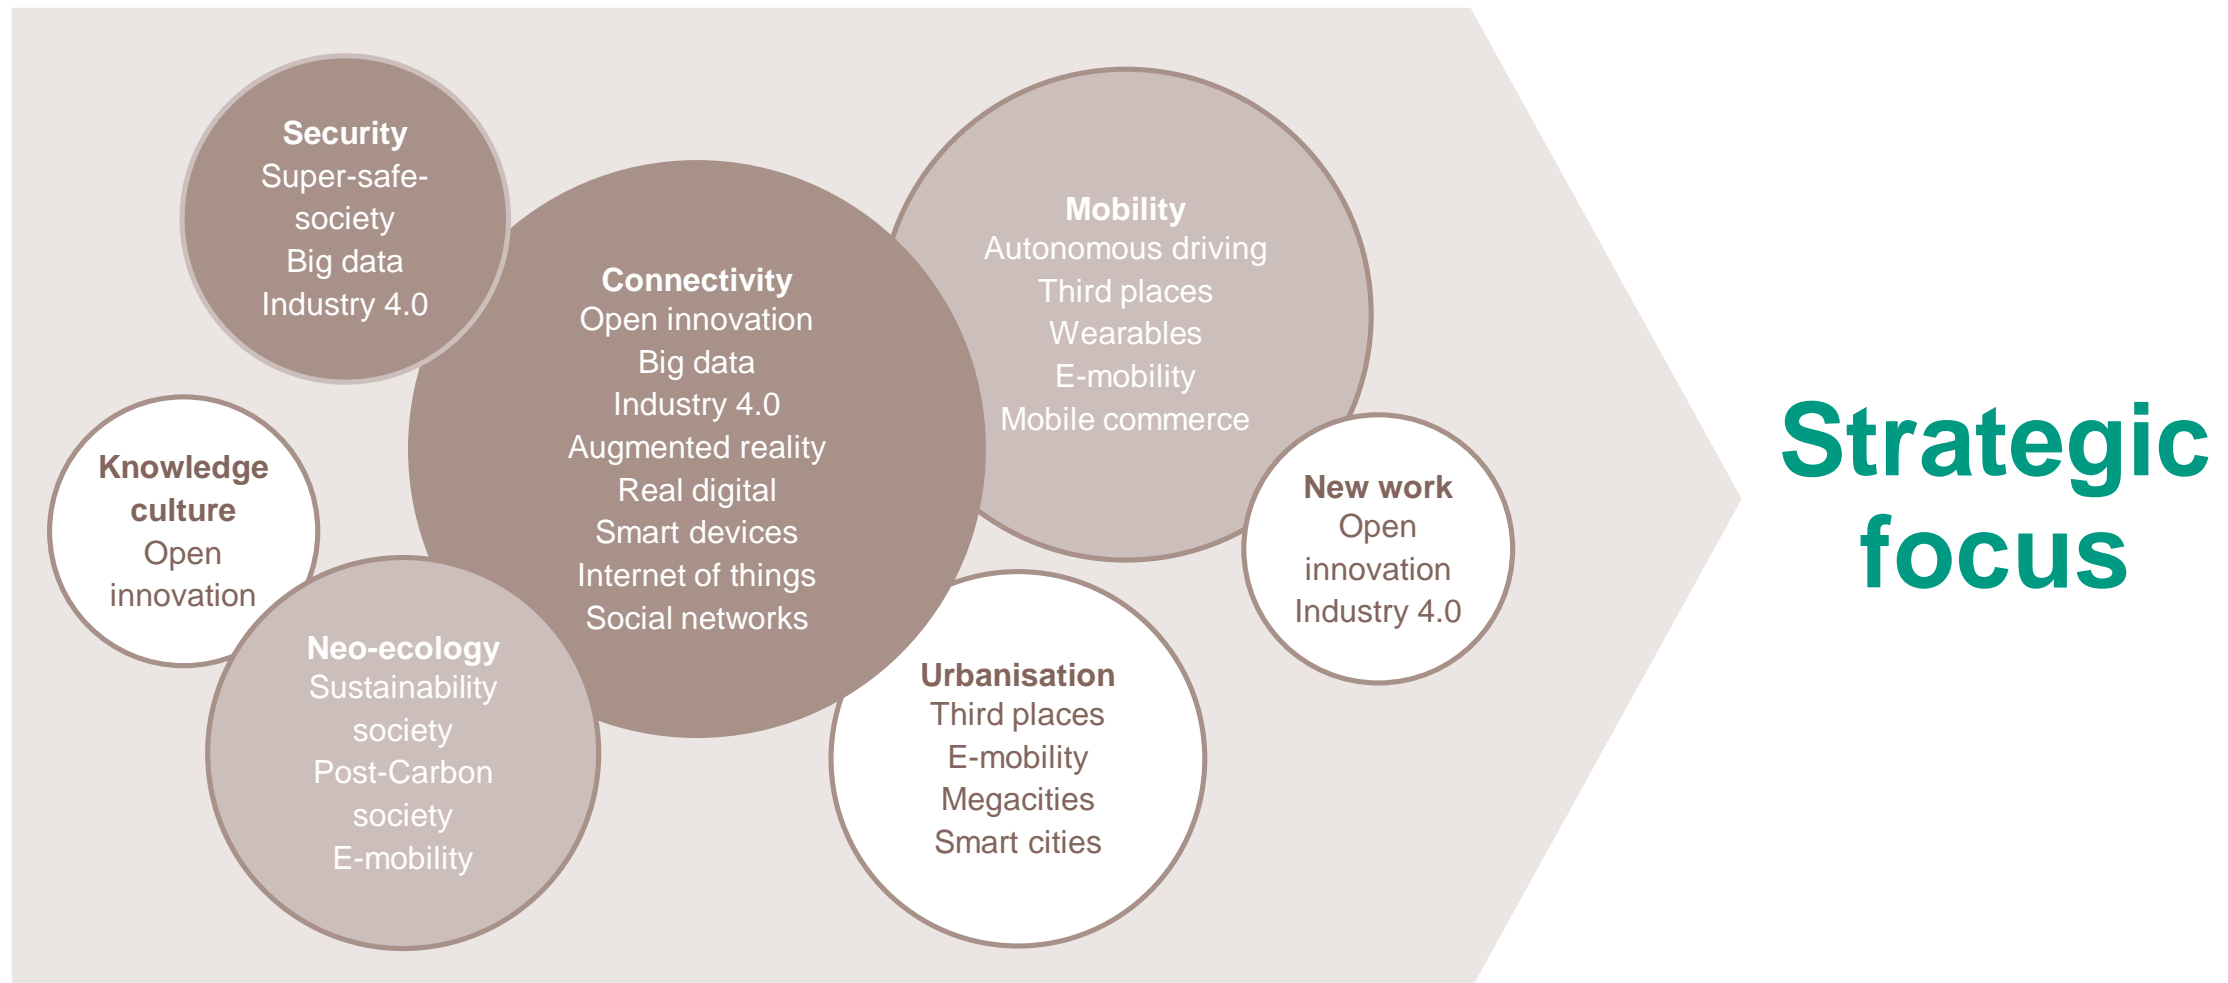 Security
Super-safe-
society
Big data
Industry 4.0
Connectivity
Open innovation
Big data
Industry 4.0
Augmented reality
Real digital
Smart devices
Internet of things
Social networks
Mobility
Autonomous driving
Third places
Wearables
E-mobility
Mobile commerce
Knowledge
culture
Open
innovation
New work
Open
innovation
Industry 4.0
Neo-ecology
Sustainability
society
Post-Carbon
society
E-mobility
Urbanisation
Third places
E-mobility
Megacities
Smart cities
Strategic
focus